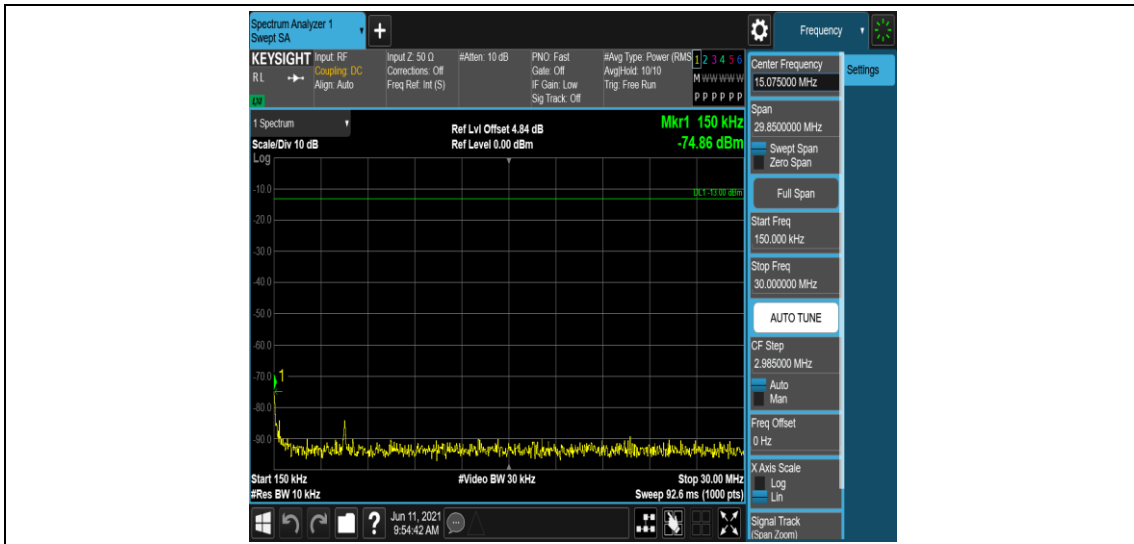 Spectrum Analyzer 1
Swept SA
Frequency
KEYSIGHT
RL
LXI
Input: RF
Coupling: DC
Align: Auto
Input Z: 50 Ω
Corrections: Off
Freq Ref: Int (S)
#Atten: 10 dB
PNO: Fast
Gate: Off
IF Gain: Low
Sig Track: Off
#Avg Type: Power (RMS
Avg|Hold: 10/10
Trig: Free Run
1 2 3 4 5 6
M W W W W W
P P P P P P
1 Spectrum
Scale/Div 10 dB
Log
Ref Lvl Offset 4.84 dB
Ref Level 0.00 dBm
Mkr1 150 kHz
-74.86 dBm
DL1 -13.00 dBm
-10.0
-20.0
-30.0
-40.0
-50.0
-60.0
-70.0
1
-80.0
-90.0
Start 150 kHz
#Res BW 10 kHz
#Video BW 30 kHz
Stop 30.00 MHz
Sweep 92.6 ms (1000 pts)
Jun 11, 2021
9:54:42 AM
Center Frequency
15.075000 MHz
Settings
Span
29.8500000 MHz
Swept Span
Zero Span
Full Span
Start Freq
150.000 kHz
Stop Freq
30.000000 MHz
AUTO TUNE
CF Step
2.985000 MHz
Auto
Man
Freq Offset
0 Hz
X Axis Scale
Log
Lin
Signal Track
(Span Zoom)